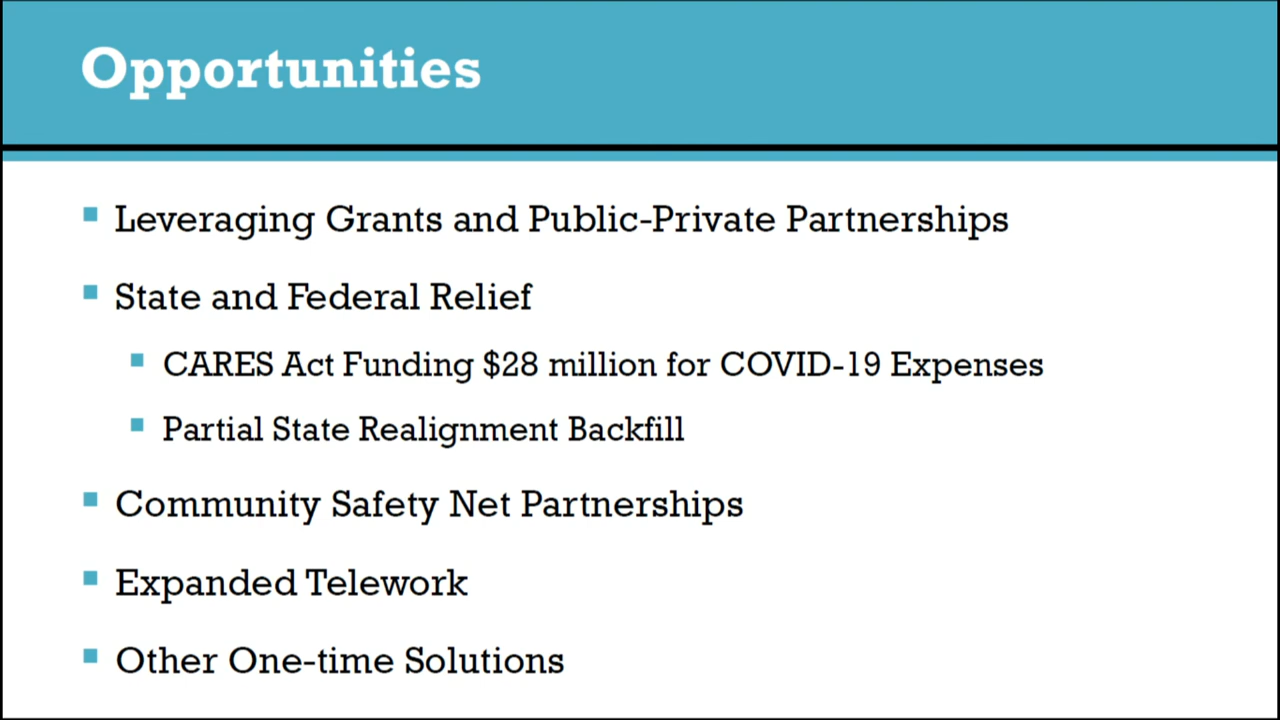 Opportunities
Leveraging Grants and Public-Private Partnerships
State and Federal Relief
CARES Act Funding $28 million for COVID-19 Expenses
Partial State Realignment Backfill
Community Safety Net Partnerships
Expanded Telework
Other One-time Solutions